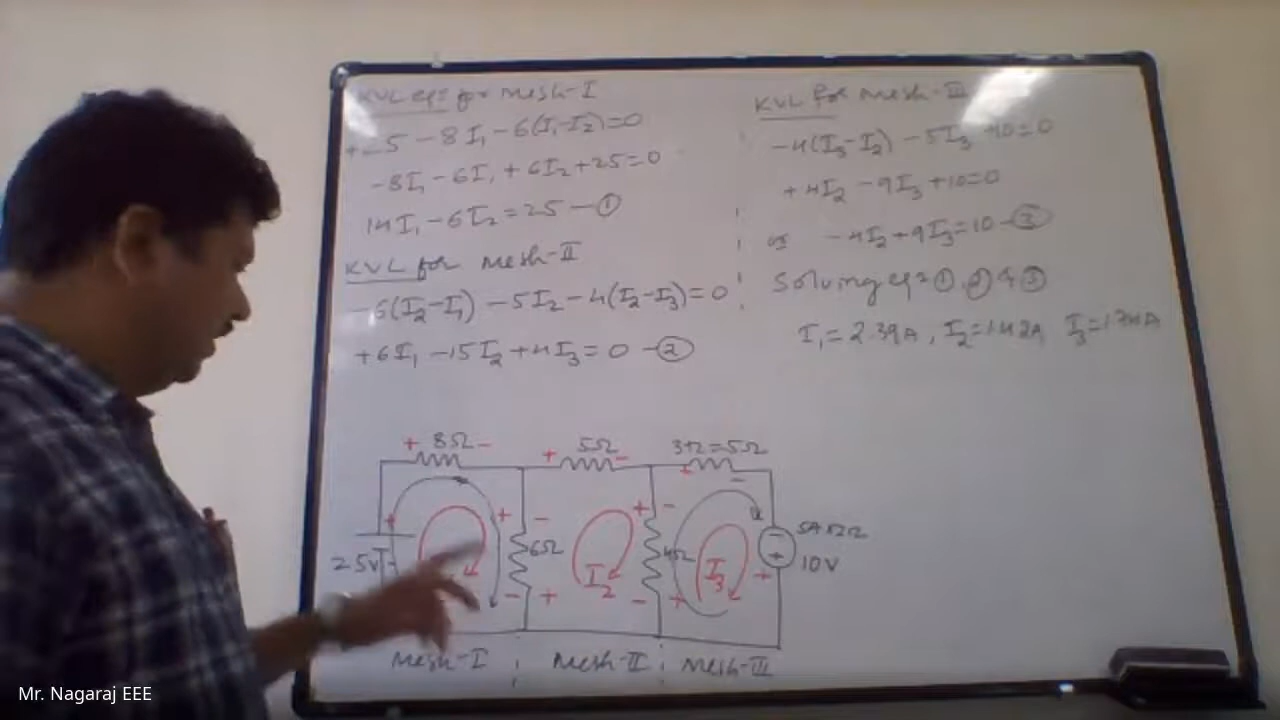 KVL eqn for mesh-I
+25 -8I₁ -6(I₁-I₂)=0
-8I₁ -6I₁ +6I₂ +25=0
14I₁ -6I₂ =25 -①
KVL for mesh-II
-6(I₂-I₁) -5I₂ -4(I₂-I₃)=0
+6I₁ -15I₂ +4I₃ = 0 -②
KVL for mesh-III
-4(I₃-I₂) -5I₃ +10=0
+4I₂ -9I₃ +10=0
or -4I₂ +9I₃ =10 -③
Solving eqn ①, ② & ③
I₁ = 2.39A, I₂=1.42A, I₃=1.74A
+ 8Ω -
+ 5Ω -
3+2=5Ω
+ -
25V
+ -
6Ω
+ -
- +
I₂
4Ω
+ -
- +
I₃
- +
5A×2Ω
10V
mesh-I
mesh-II
mesh-III
Mr. Nagaraj EEE